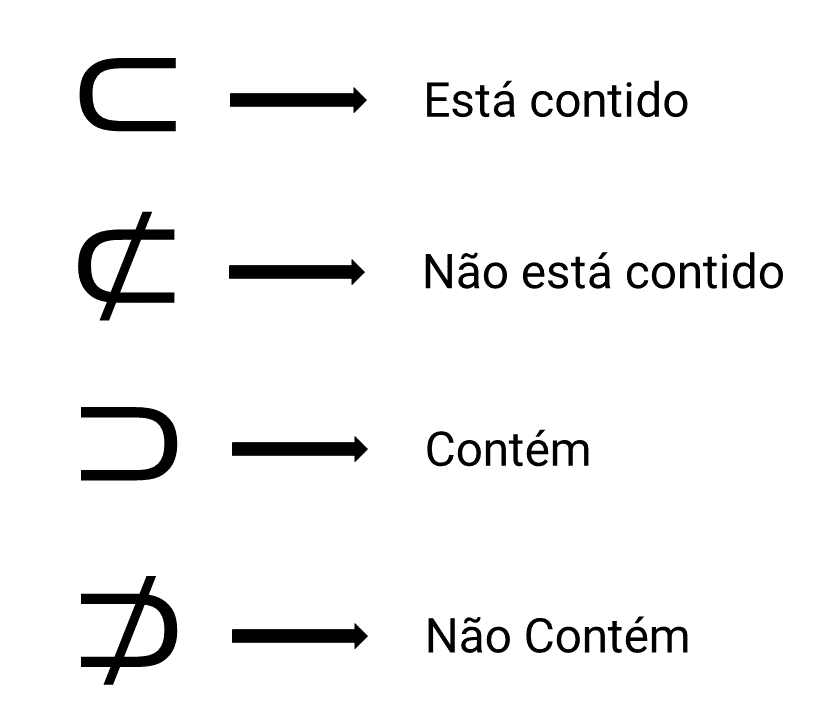 ⊂ → Está contido
⊄ → Não está contido
⊃ → Contém
⊅ → Não Contém